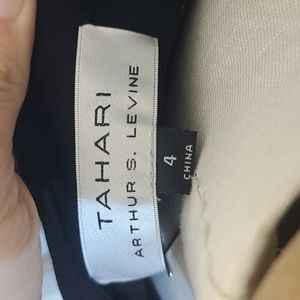 TAHARI
ARTHUR S. LEVINE
4
CHINA